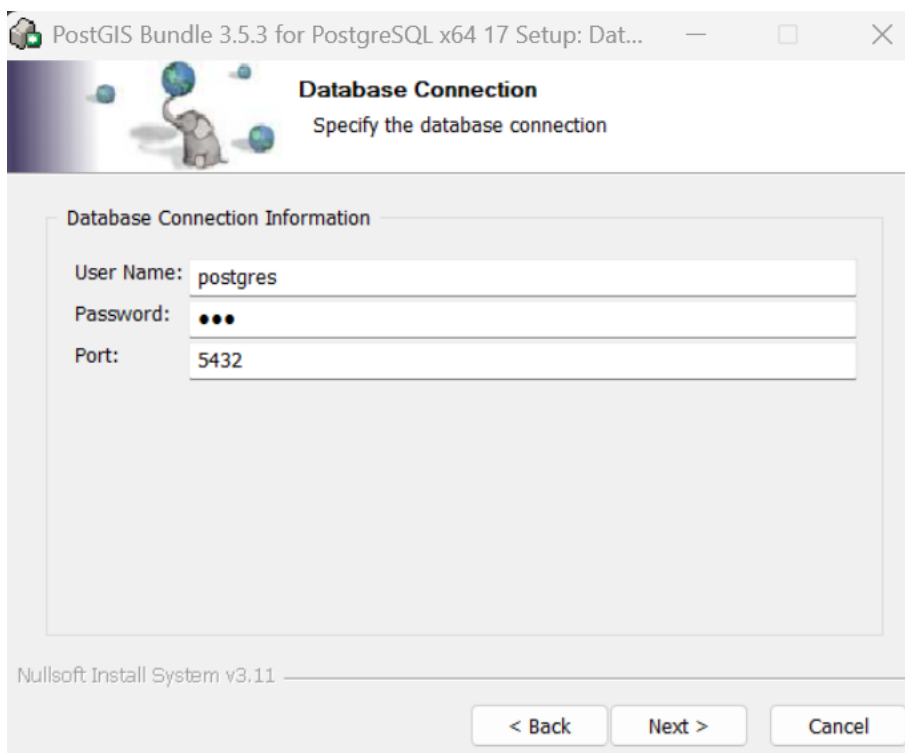 PostGIS Bundle 3.5.3 for PostgreSQL x64 17 Setup: Dat...
Database Connection
Specify the database connection
Database Connection Information
User Name: postgres
Password: •••
Port: 5432
Nullsoft Install System v3.11
< Back Next > Cancel